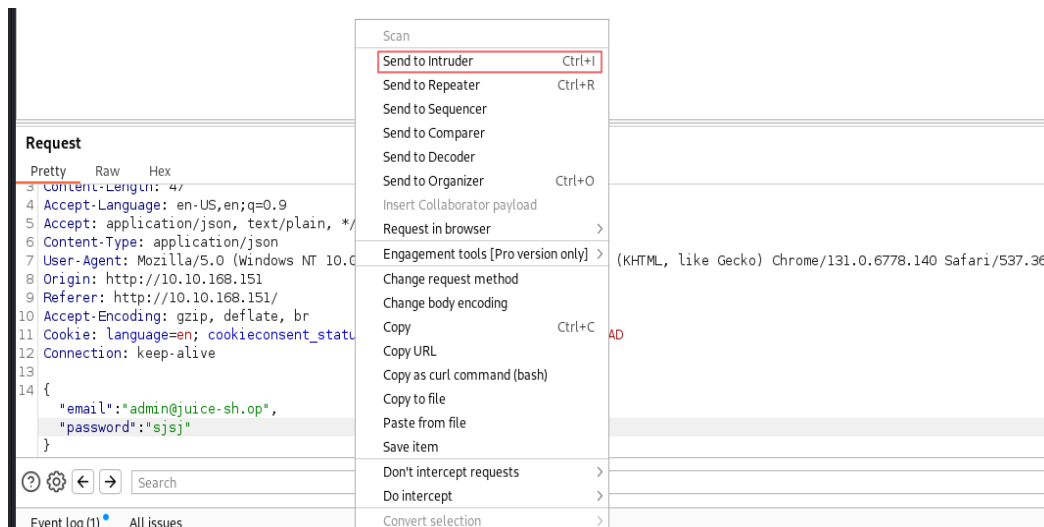 Scan
Send to Intruder Ctrl+I
Send to Repeater Ctrl+R
Send to Sequencer
Send to Comparer
Send to Decoder
Send to Organizer Ctrl+O
Insert Collaborator payload
Request in browser
Engagement tools [Pro version only]
Change request method
Change body encoding
Copy Ctrl+C
Copy URL
Copy as curl command (bash)
Copy to file
Paste from file
Save item
Don't intercept requests
Do intercept
Convert selection
Request
Pretty Raw Hex
3 Content-Length: 47
4 Accept-Language: en-US,en;q=0.9
5 Accept: application/json, text/plain, */
6 Content-Type: application/json
7 User-Agent: Mozilla/5.0 (Windows NT 10.0 (KHTML, like Gecko) Chrome/131.0.6778.140 Safari/537.36
8 Origin: http://10.10.168.151
9 Referer: http://10.10.168.151/
10 Accept-Encoding: gzip, deflate, br
11 Cookie: language=en; cookieconsent_statu AD
12 Connection: keep-alive
13
14 {
"email":"admin@juice-sh.op",
"password":"sjsj"
}
Search
Event log (1) All issues